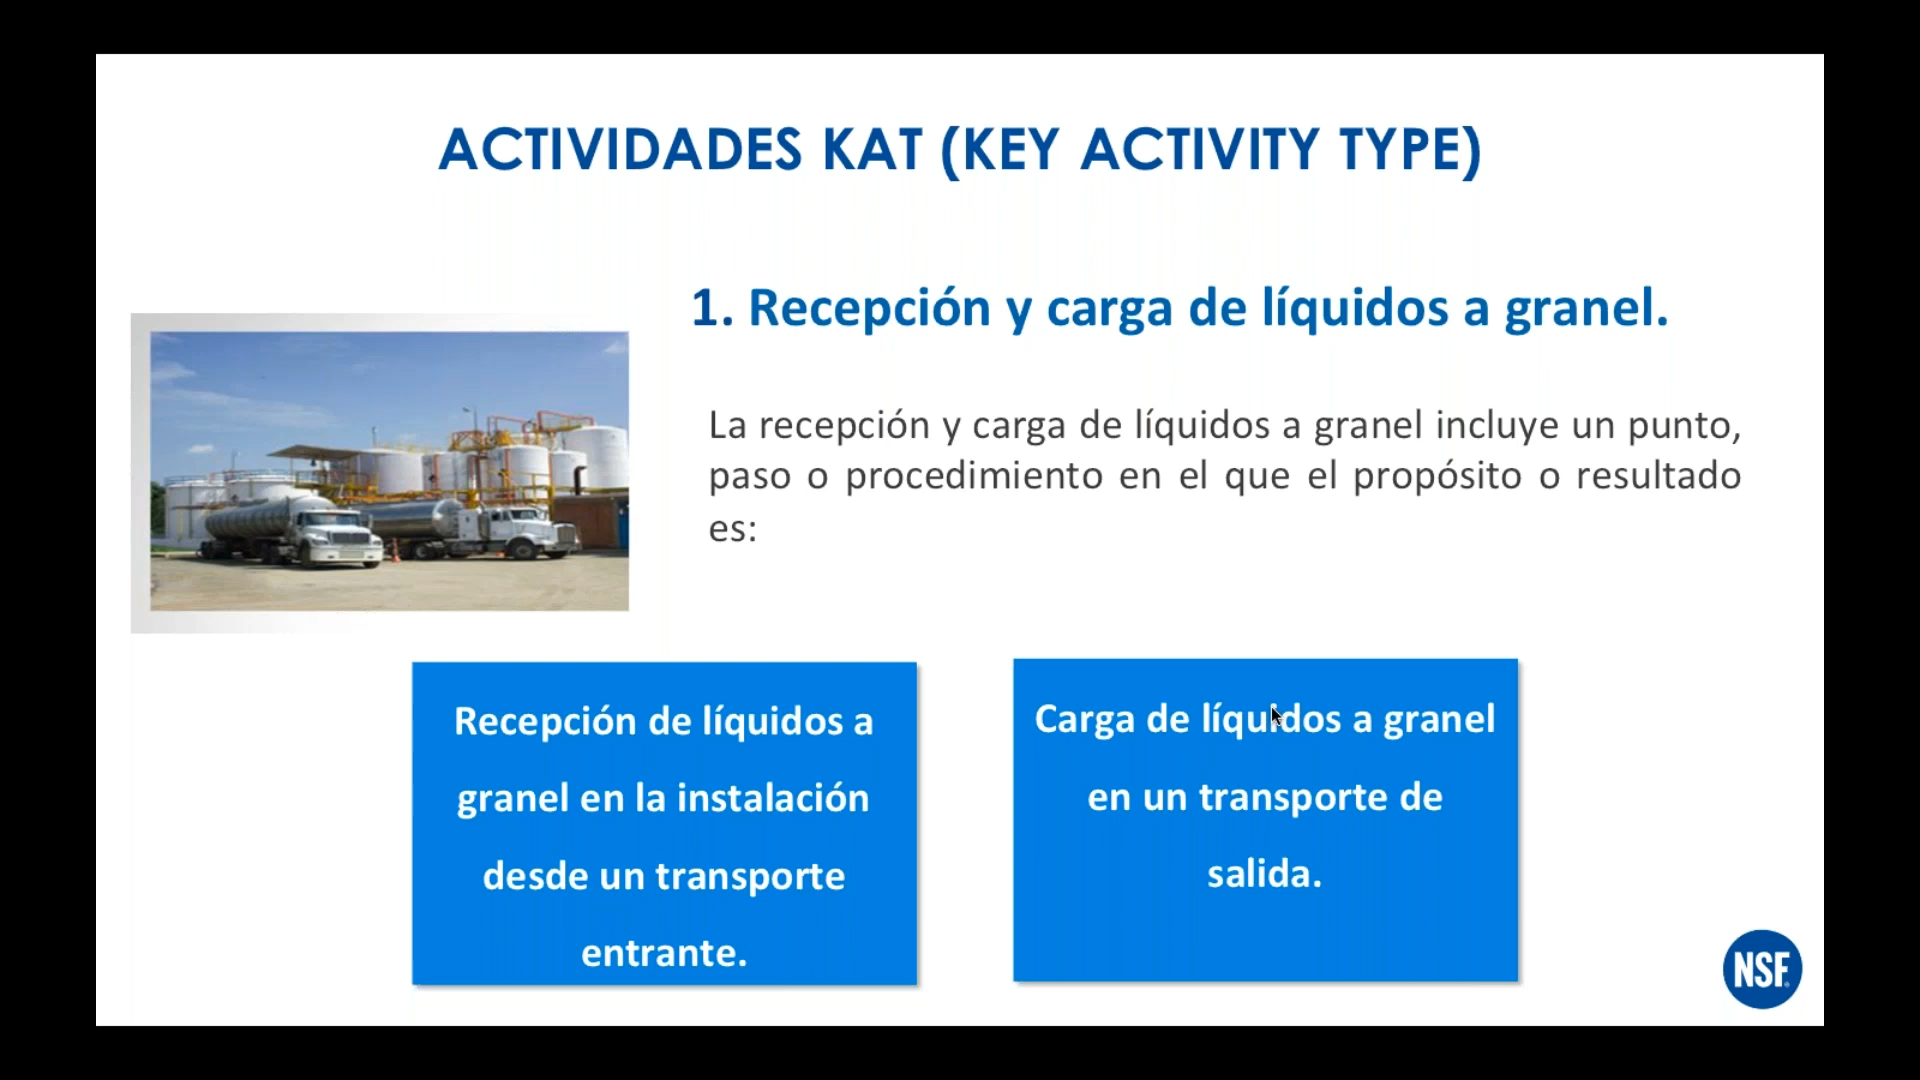 ACTIVIDADES KAT (KEY ACTIVITY TYPE)
1. Recepción y carga de líquidos a granel.
La recepción y carga de líquidos a granel incluye un punto,
paso o procedimiento en el que el propósito o resultado
es:
Recepción de líquidos a
granel en la instalación
desde un transporte
entrante.
Carga de líquidos a granel
en un transporte de
salida.
NSF